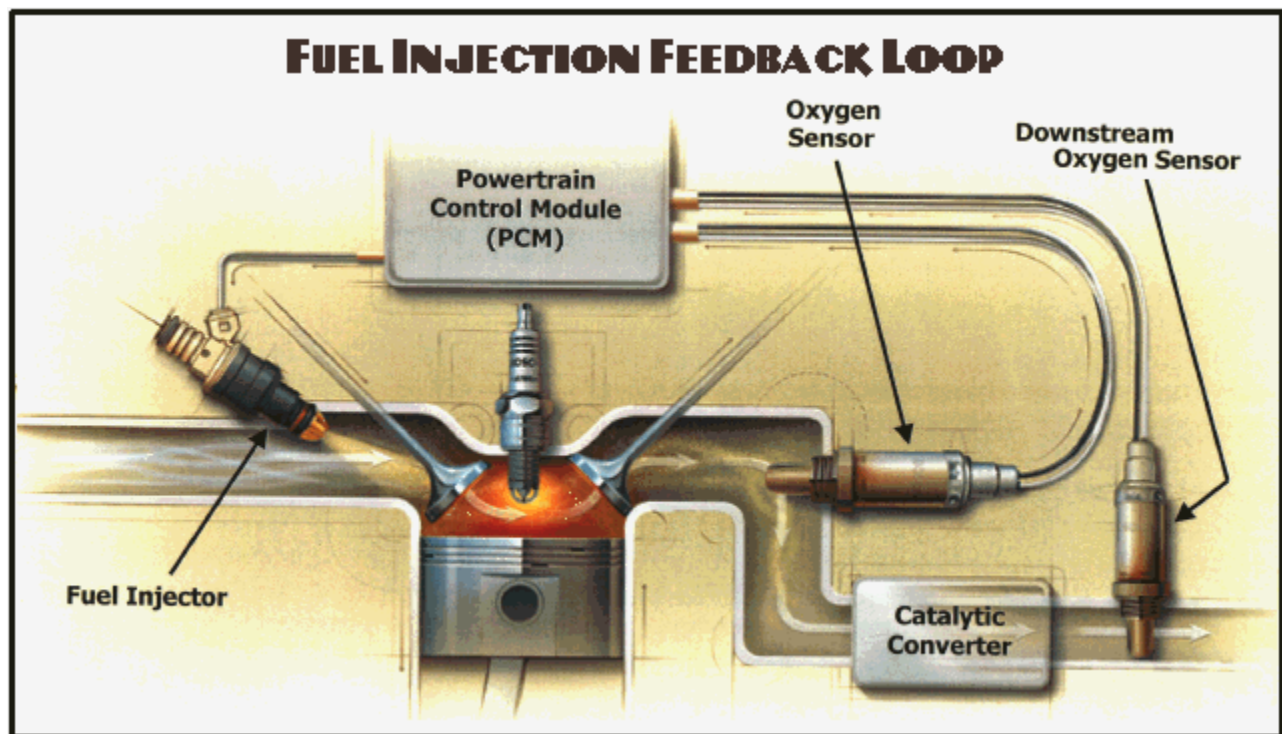 FUEL INJECTION FEEDBACK LOOP
Oxygen
Sensor
Downstream
Oxygen Sensor
Powertrain
Control Module
(PCM)
Fuel Injector
Catalytic
Converter